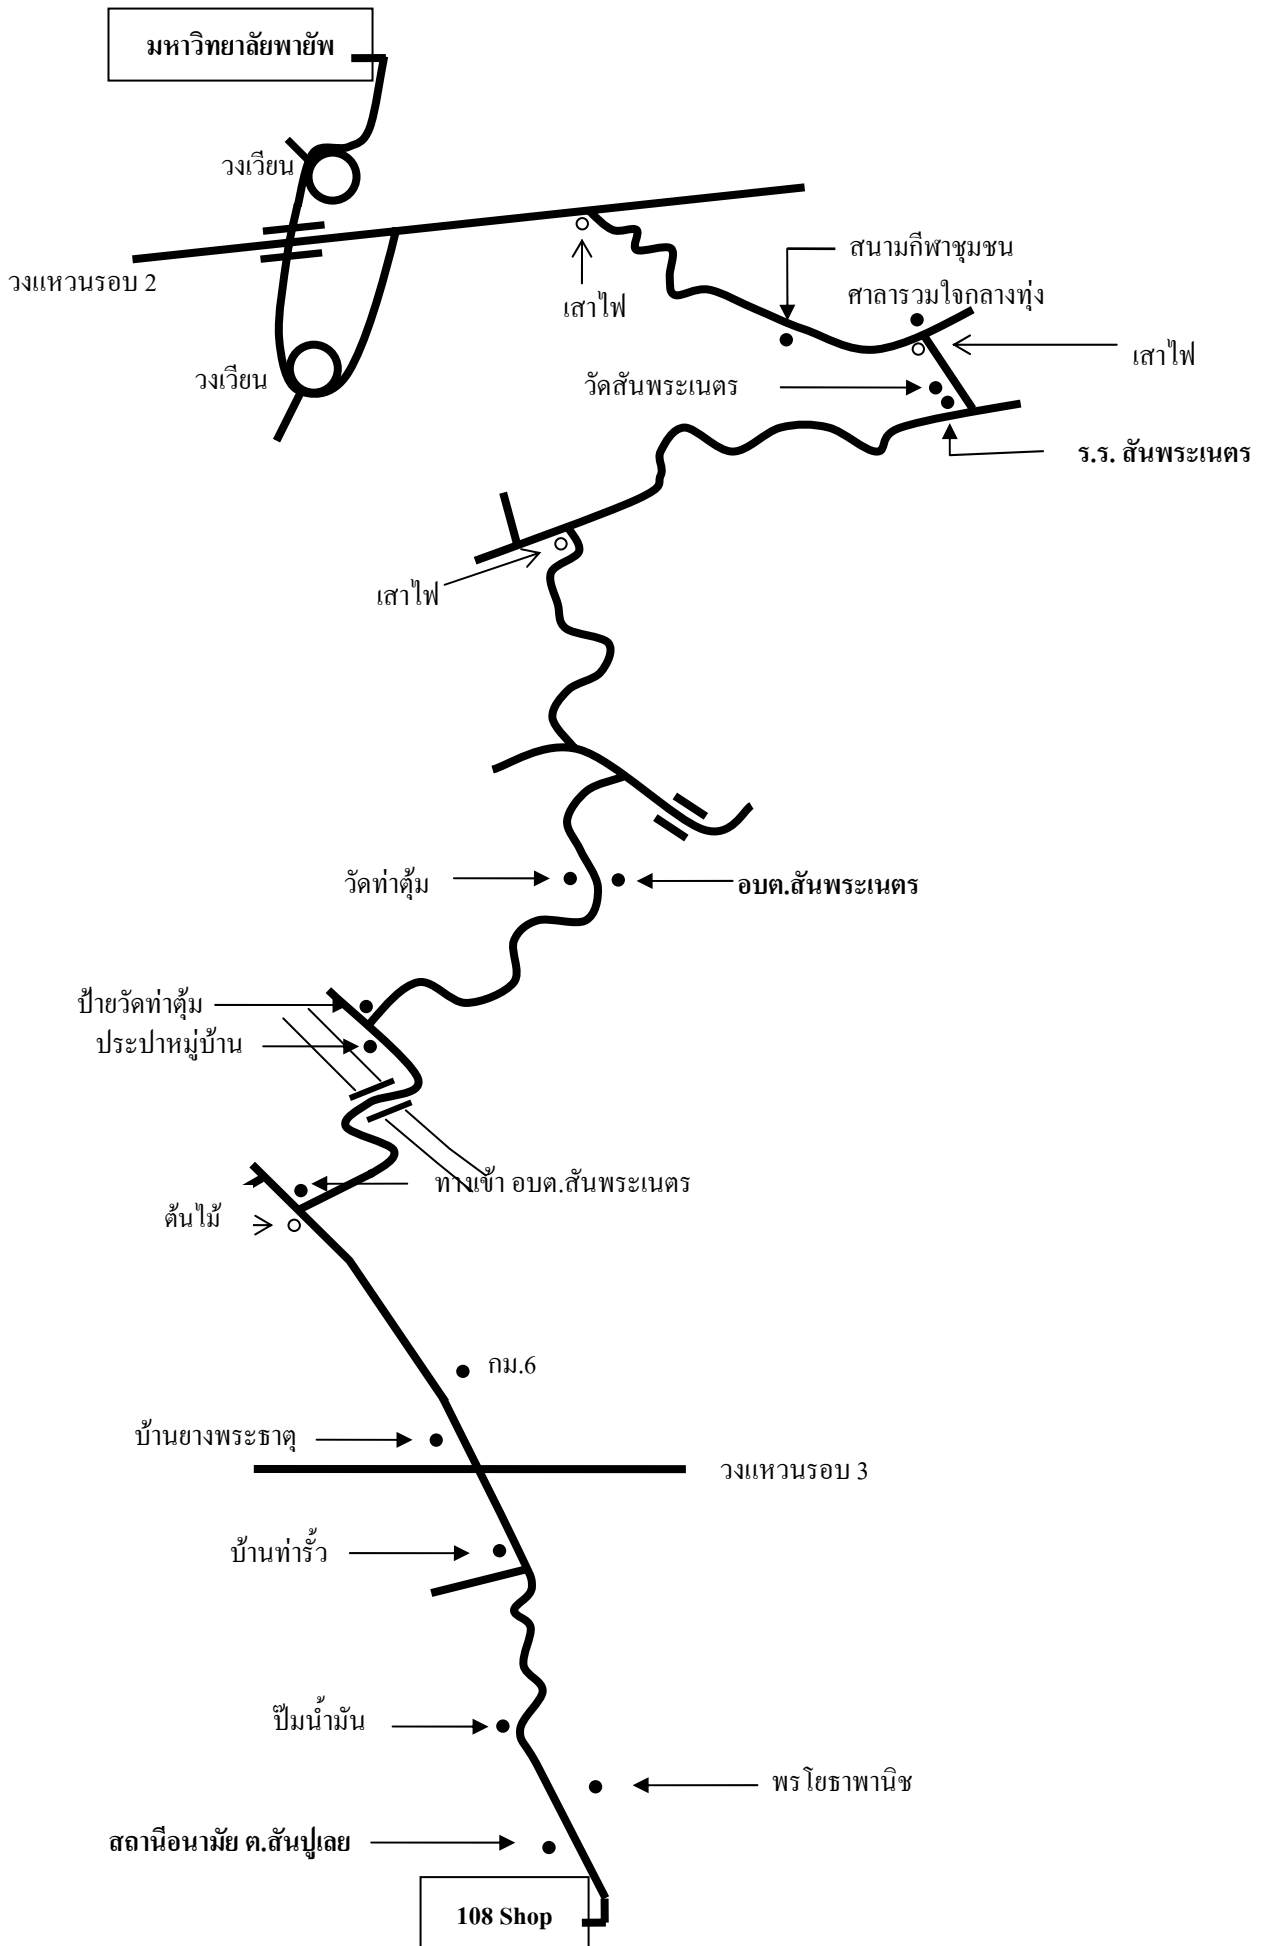 มหาวิทยาลัยพายัพ
วงเวียน
สนามกีฬาชุมชน
วงแหวนรอบ 2
ศาลารวมใจกลางทุ่ง
เสาไฟ
เสาไฟ
วงเวียน
วัดสันพระเนตร
ร.ร. สันพระเนตร
เสาไฟ
วัดท่าตุ้ม
อบต.สันพระเนตร
ป้ายวัดท่าตุ้ม
ประปาหมู่บ้าน
ทางเข้า อบต.สันพระเนตร
ต้นไม้
กม.6
บ้านยางพระธาตุ
วงแหวนรอบ 3
บ้านท่ารั้ว
ปั๊มน้ำมัน
พรโยธาพานิช
สถานีอนามัย ต.สันปูเลย
108 Shop